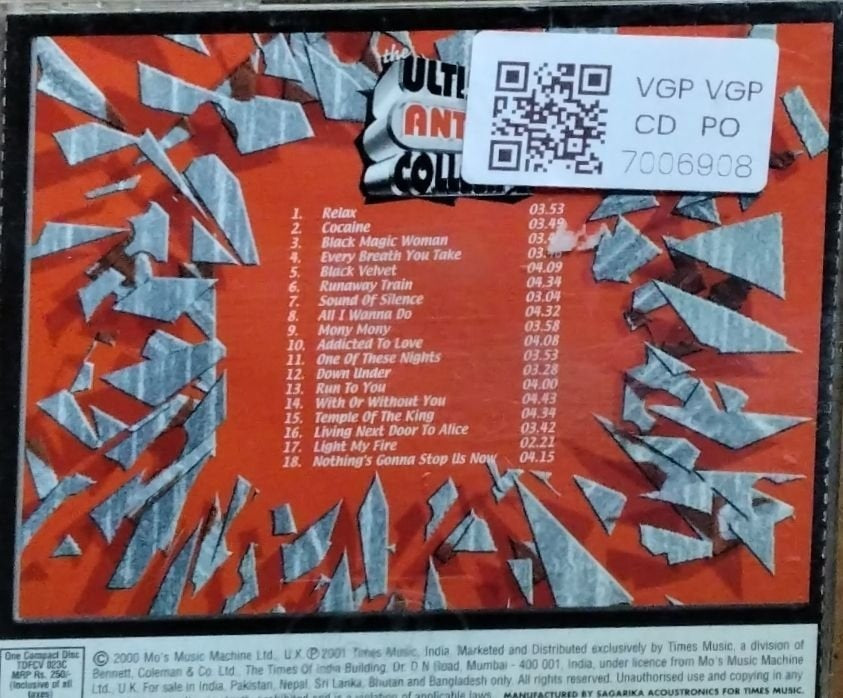 the
VGP VGP
CD PO
7006908
1. Relax 03.53
2. Cocaine 03.49
3. Black Magic Woman
4. Every Breath You Take
5. Black Velvet 04.09
6. Runaway Train 04.34
7. Sound Of Silence 03.04
8. All I Wanna Do 04.32
9. Mony Mony 03.58
10. Addicted To Love 04.08
11. One Of These Nights 03.53
12. Down Under 03.28
13. Run To You 04.00
14. With Or Without You 04.43
15. Temple Of The King 04.34
16. Living Next Door To Alice 03.42
17. Light My Fire 02.21
18. Nothing's Gonna Stop Us Now 04.15
One Compact Disc
TDFCV 023C
MRP Rs. 250/-
(Inclusive of all
taxes)
© 2000 Mo's Music Machine Ltd., U.K. ℗ 2001 Times Music, India. Marketed and Distributed exclusively by Times Music, a division of
Bennett, Coleman & Co. Ltd., The Times Of India Building, Dr. D N Road, Mumbai - 400 001, India, under licence from Mo's Music Machine
Ltd., U.K. For sale in India, Pakistan, Nepal, Sri Lanka, Bhutan and Bangladesh only. All rights reserved. Unauthorised use and copying in any
violation of applicable laws. MANUFACTURED BY SAGARIKA ACOUSTRONICS FOR TIMES MUSIC.